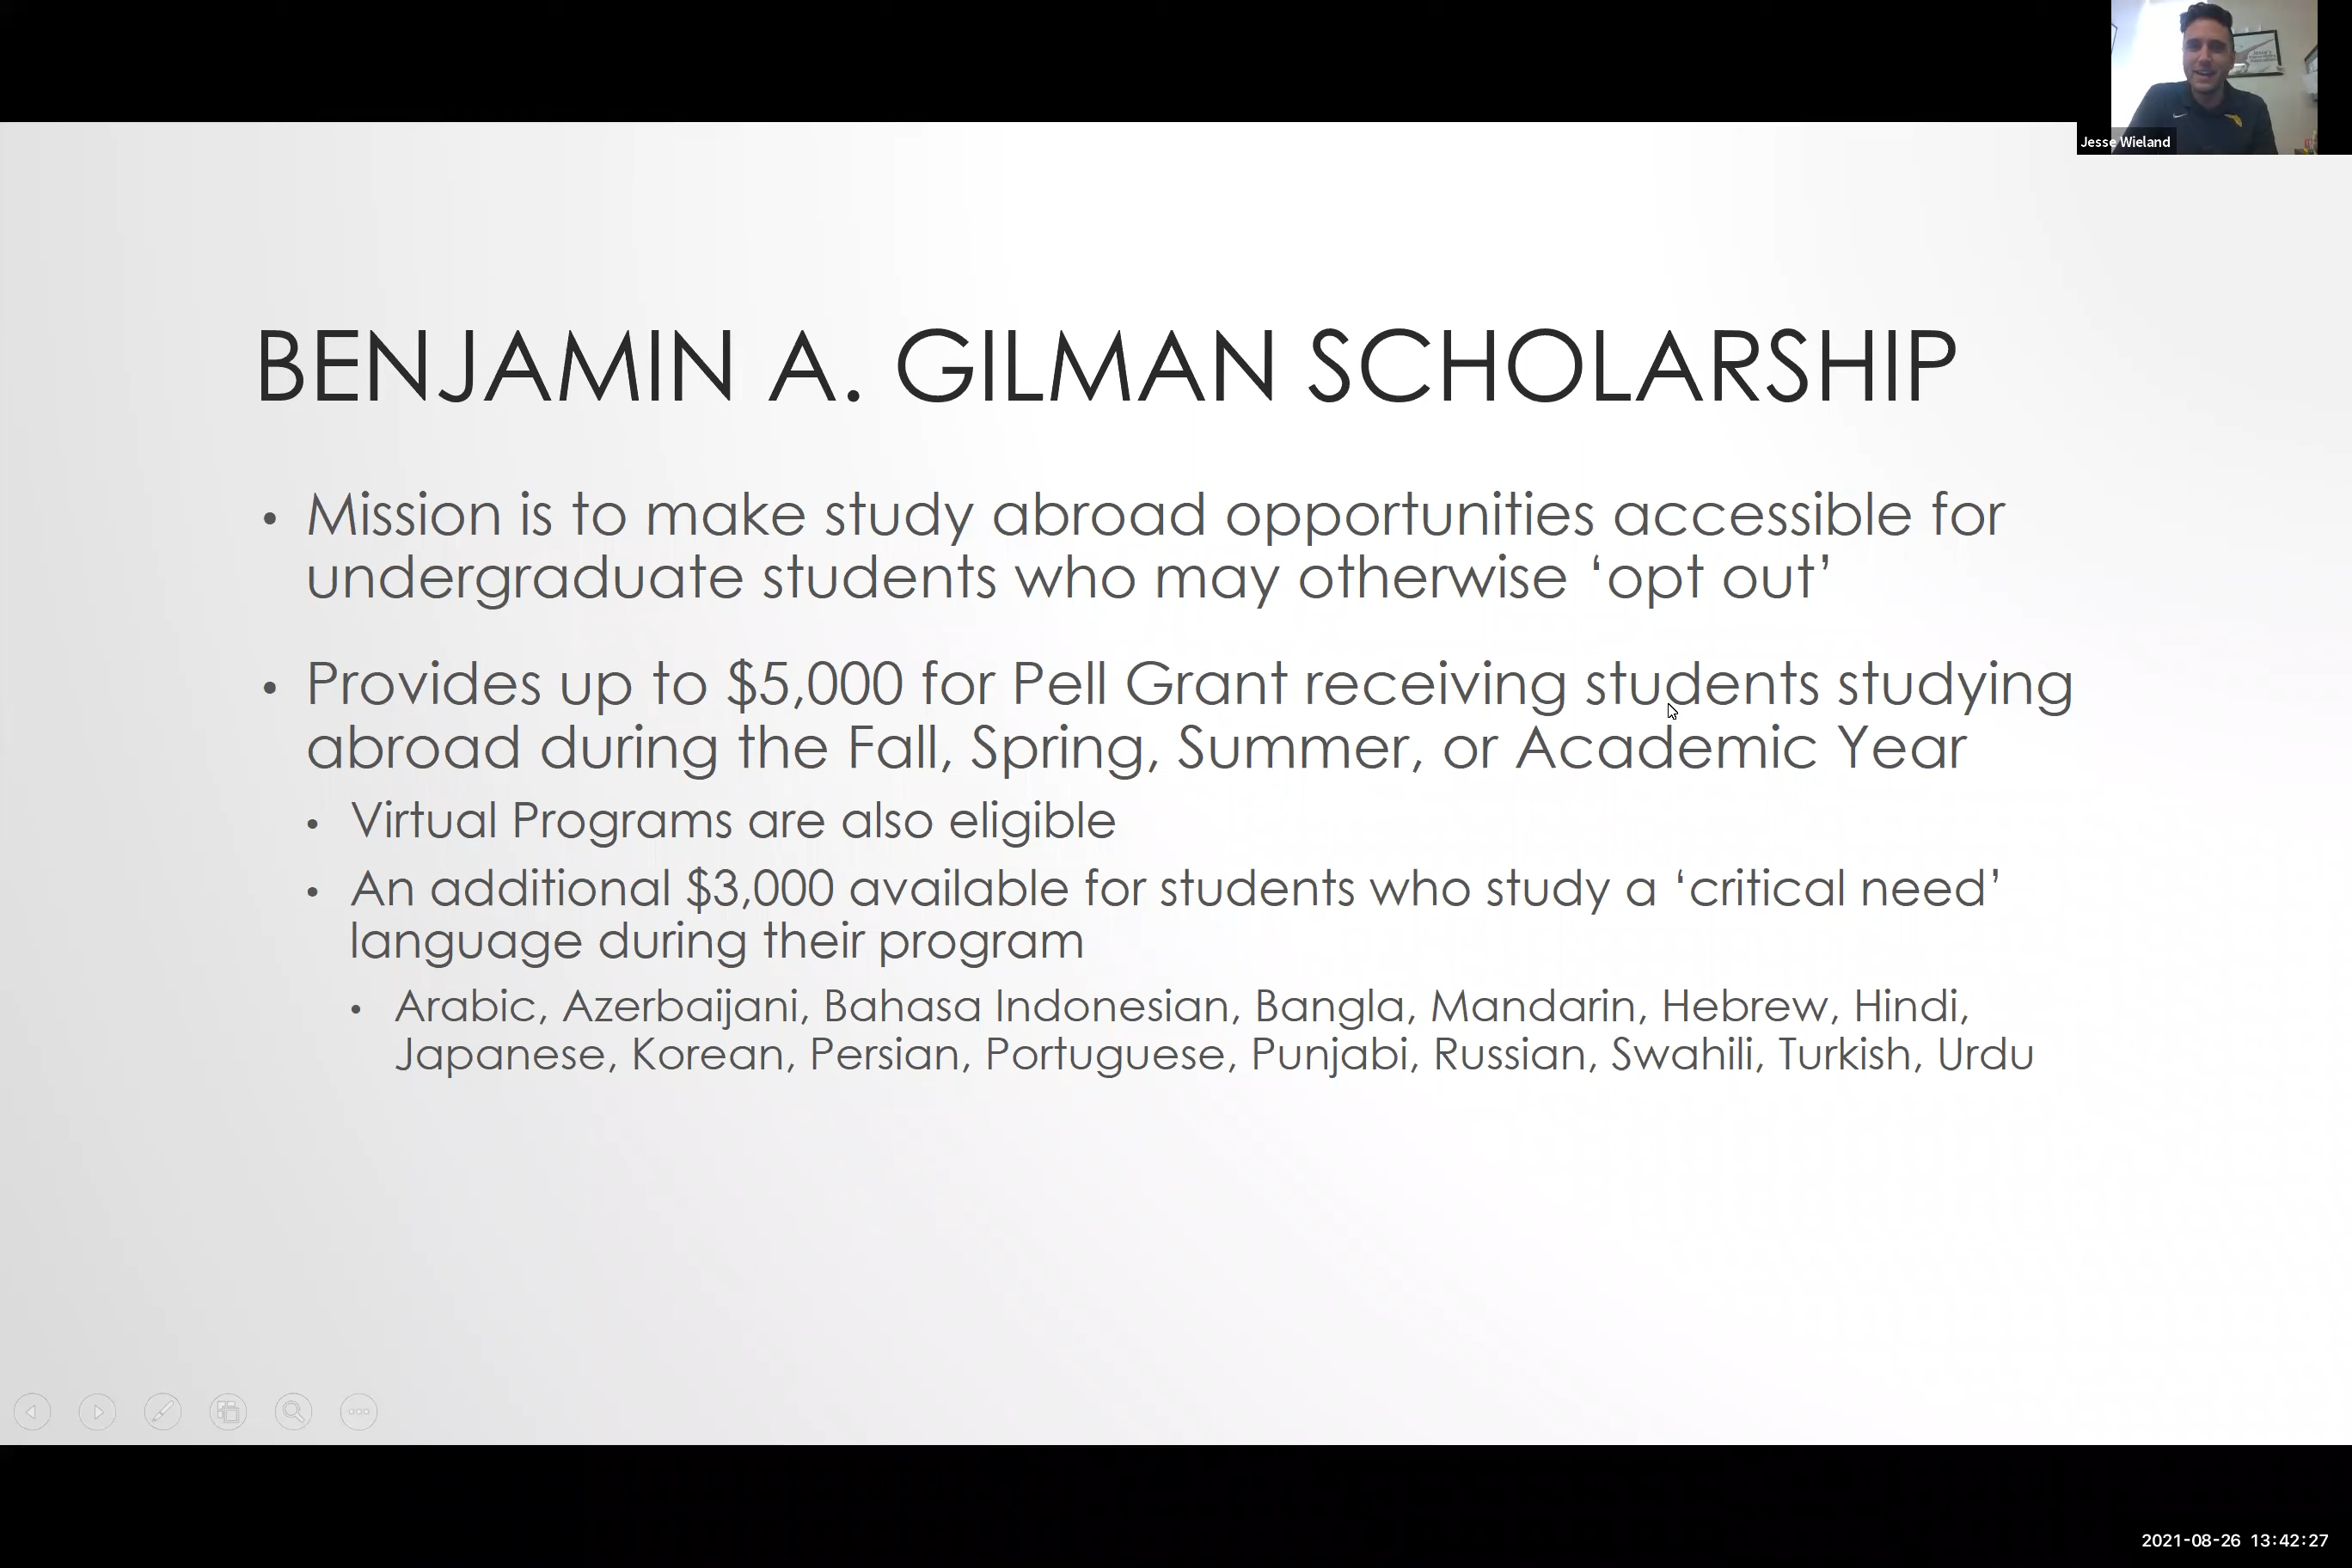 Jesse Wieland
BENJAMIN A. GILMAN SCHOLARSHIP
• Mission is to make study abroad opportunities accessible for
undergraduate students who may otherwise ‘opt out’
• Provides up to $5,000 for Pell Grant receiving students studying
abroad during the Fall, Spring, Summer, or Academic Year
• Virtual Programs are also eligible
• An additional $3,000 available for students who study a ‘critical need’
language during their program
• Arabic, Azerbaijani, Bahasa Indonesian, Bangla, Mandarin, Hebrew, Hindi,
Japanese, Korean, Persian, Portuguese, Punjabi, Russian, Swahili, Turkish, Urdu
2021-08-26 13:42:27